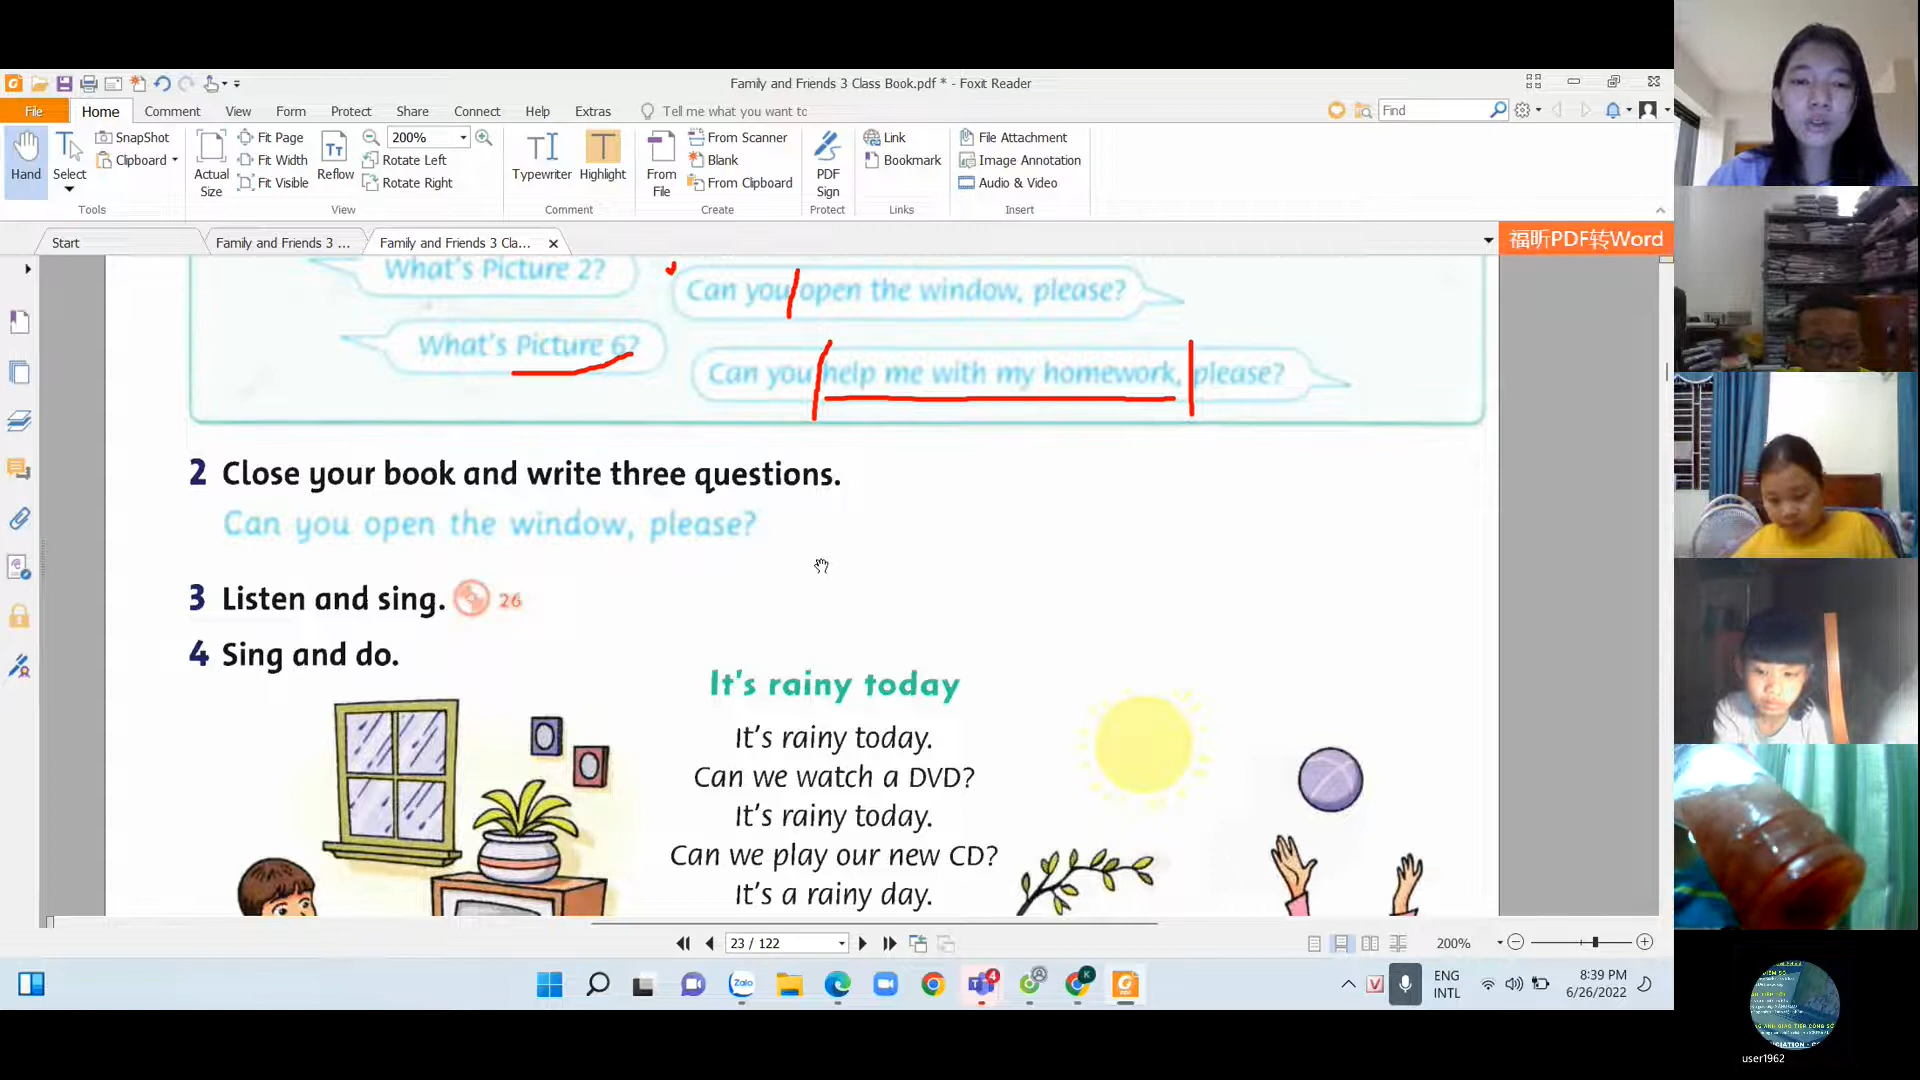 Family and Friends 3 Class Book.pdf * - Foxit Reader
File Home Comment View Form Protect Share Connect Help Extras Tell me what you want to Find
Hand
Select
SnapShot
Clipboard
Tools
Actual Size
Fit Page
Fit Width
Fit Visible
Reflow
200%
Rotate Left
Rotate Right
View
Typewriter
Highlight
Comment
From File
From Scanner
Blank
From Clipboard
Create
PDF Sign
Protect
Link
Bookmark
Links
File Attachment
Image Annotation
Audio & Video
Insert
Start
Family and Friends 3 ...
Family and Friends 3 Cla...
福昕PDF转Word
What's Picture 2?
Can you open the window, please?
What's Picture 6?
Can you help me with my homework, please?
2 Close your book and write three questions.
Can you open the window, please?
3 Listen and sing. 26
4 Sing and do.
It's rainy today
It's rainy today.
Can we watch a DVD?
It's rainy today.
Can we play our new CD?
It's a rainy day.
23 / 122
200%
Zalo
4
K
V
ENG
INTL
8:39 PM
6/26/2022
user1962